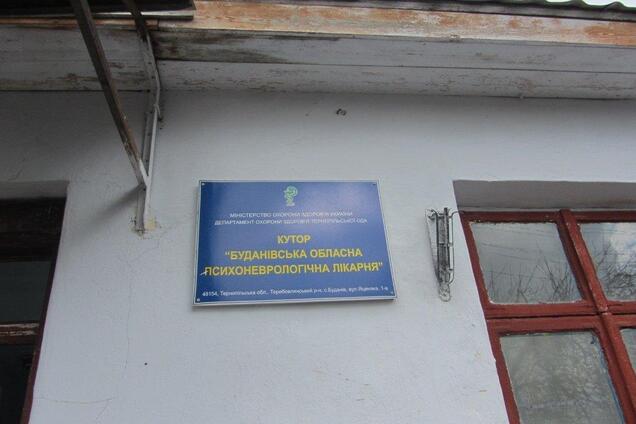 МІНІСТЕРСТВО ОХОРОНИ ЗДОРОВ'Я УКРАЇНИ
ДЕПАРТАМЕНТ ОХОРОНИ ЗДОРОВ'Я ТЕРНОПІЛЬСЬКОЇ ОДА
КУТОР
"БУДАНІВСЬКА ОБЛАСНА
ПСИХОНЕВРОЛОГІЧНА ЛІКАРНЯ"
48154, Тернопільська обл., Теребовлянський р-н, с.Буданів, вул.Яцикова, 1-а